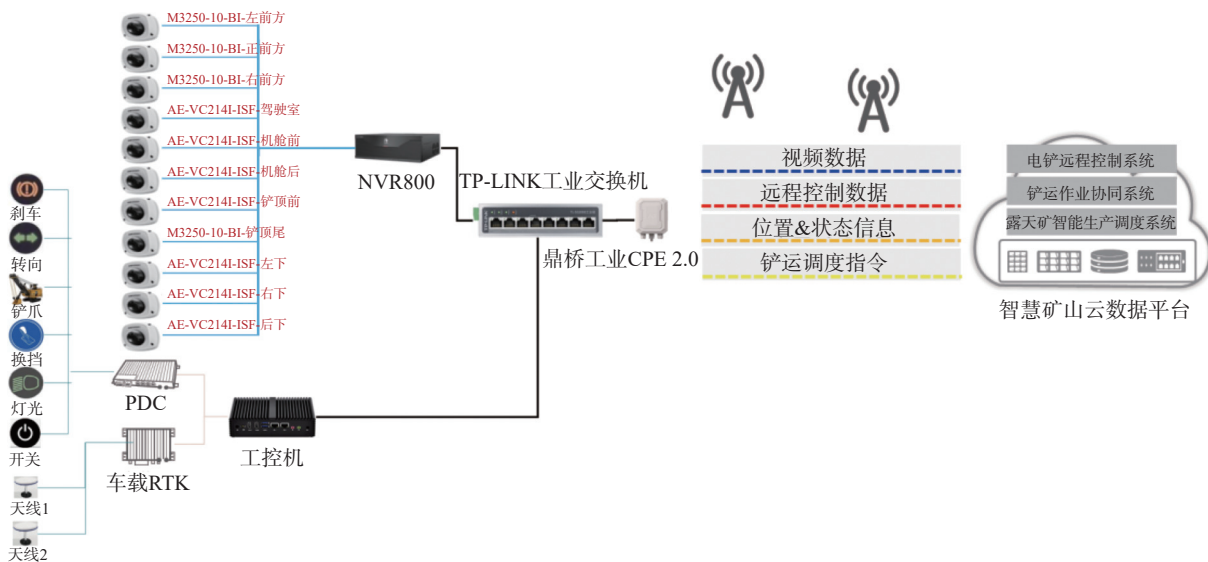 M3250-10-BI-左前方
M3250-10-BI-正前方
M3250-10-BI-右前方
AE-VC214I-ISF-驾驶室
AE-VC214I-ISF-机舱前
AE-VC214I-ISF-机舱后
AE-VC214I-ISF-铲顶前
M3250-10-BI-铲顶尾
AE-VC214I-ISF-左下
AE-VC214I-ISF-右下
AE-VC214I-ISF-后下
刹车
转向
铲爪
换挡
灯光
开关
天线1
天线2
PDC
车载RTK
工控机
NVR800
TP-LINK工业交换机
鼎桥工业CPE 2.0
视频数据
远程控制数据
位置&状态信息
铲运调度指令
电铲远程控制系统
铲运作业协同系统
露天矿智能生产调度系统
智慧矿山云数据平台